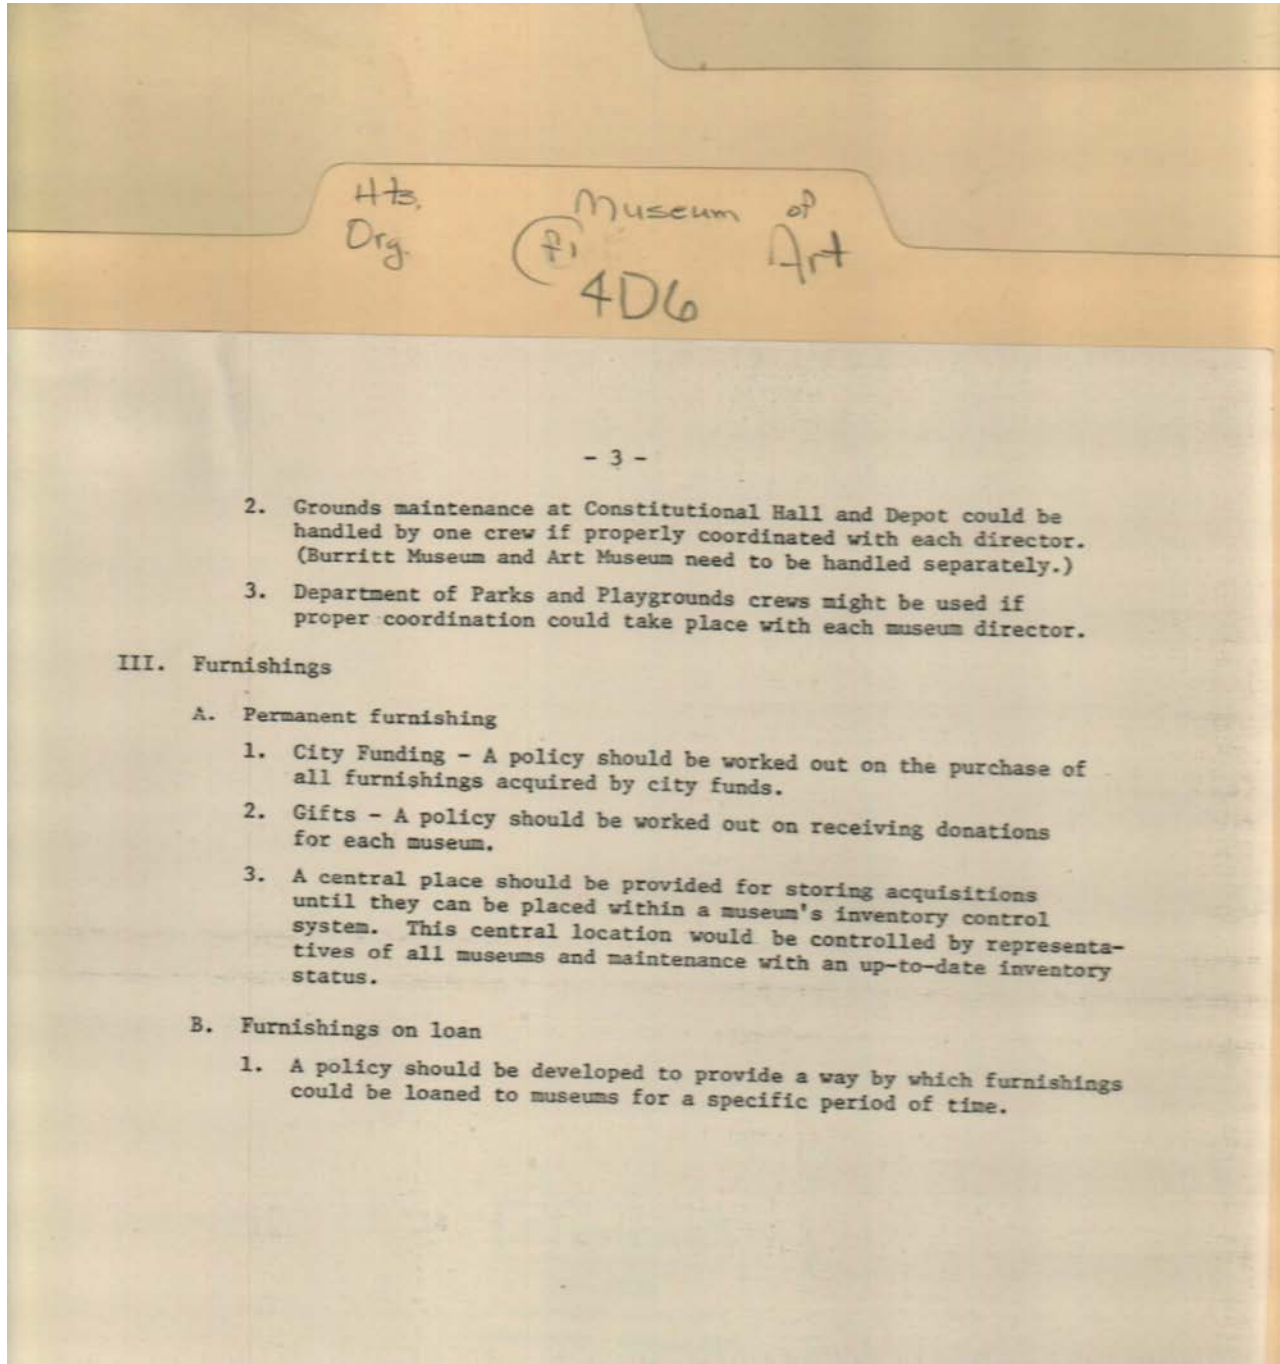 Hts. Museum of
Org. Art
4D6
- 3 -
2. Grounds maintenance at Constitutional Hall and Depot could be
handled by one crew if properly coordinated with each director.
(Burritt Museum and Art Museum need to be handled separately.)
3. Department of Parks and Playgrounds crews might be used if
proper coordination could take place with each museum director.
III. Furnishings
A. Permanent furnishing
1. City Funding - A policy should be worked out on the purchase of
all furnishings acquired by city funds.
2. Gifts - A policy should be worked out on receiving donations
for each museum.
3. A central place should be provided for storing acquisitions
until they can be placed within a museum's inventory control
system. This central location would be controlled by representa-
tives of all museums and maintenance with an up-to-date inventory
status.
B. Furnishings on loan
1. A policy should be developed to provide a way by which furnishings
could be loaned to museums for a specific period of time.